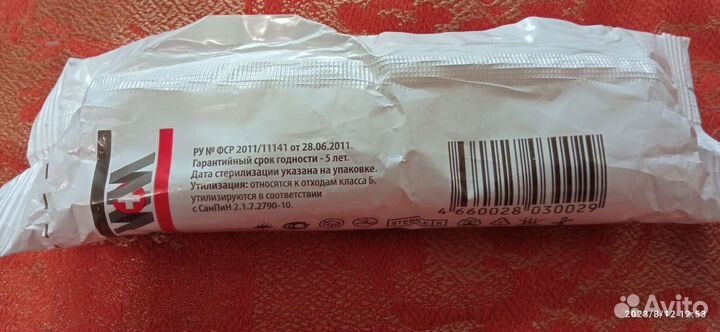 РУ № ФСР 2011/11141 от 28.06.2011.
Гарантийный срок годности - 5 лет.
Дата стерилизации указана на упаковке.
Утилизация: относятся к отходам класса Б,
утилизируются в соответствии
с СанПиН 2.1.7.2790-10.
4 660028 030029
STERILE R
2023/8/12 12:53
Avito